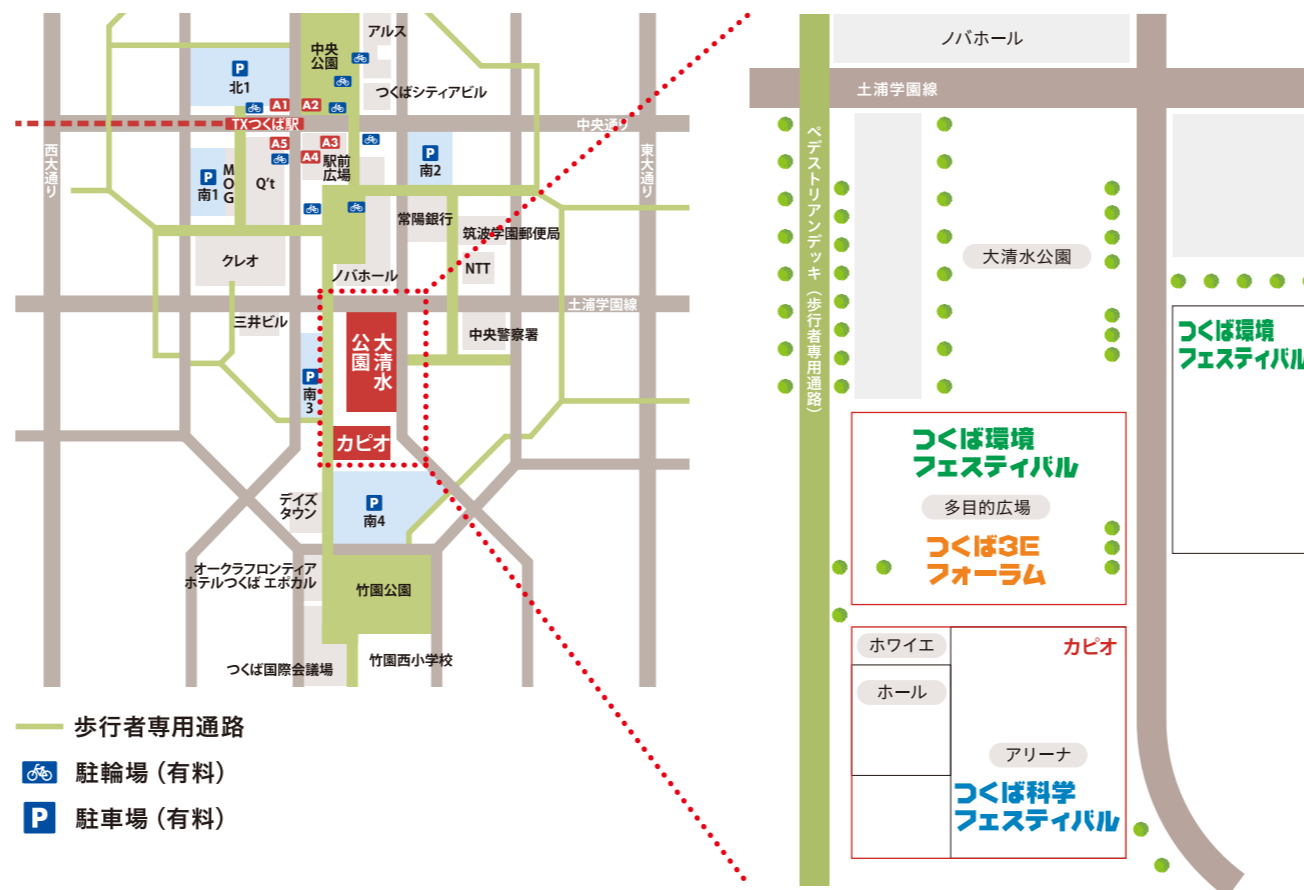 アルス
中央
公園
P
北1
つくばシティアビル
A1
A2
TXつくば駅
中央通り
西大通り
東大通り
A5
A3
A4
駅前
広場
P
南1
MOG
Q't
P
南2
常陽銀行
筑波学園郵便局
クレオ
ノバホール
NTT
土浦学園線
三井ビル
中央警察署
大清水
公園
P
南3
カピオ
デイズ
タウン
P
南4
オークラフロンティア
ホテルつくば エポカル
竹園公園
つくば国際会議場
竹園西小学校
歩行者専用通路
駐輪場（有料）
P 駐車場（有料）
ノバホール
土浦学園線
ペデストリアンデッキ（歩行者専用通路）
大清水公園
つくば環境
フェスティバル
つくば環境
フェスティバル
多目的広場
つくば3E
フォーラム
ホワイエ
カピオ
ホール
アリーナ
つくば科学
フェスティバル